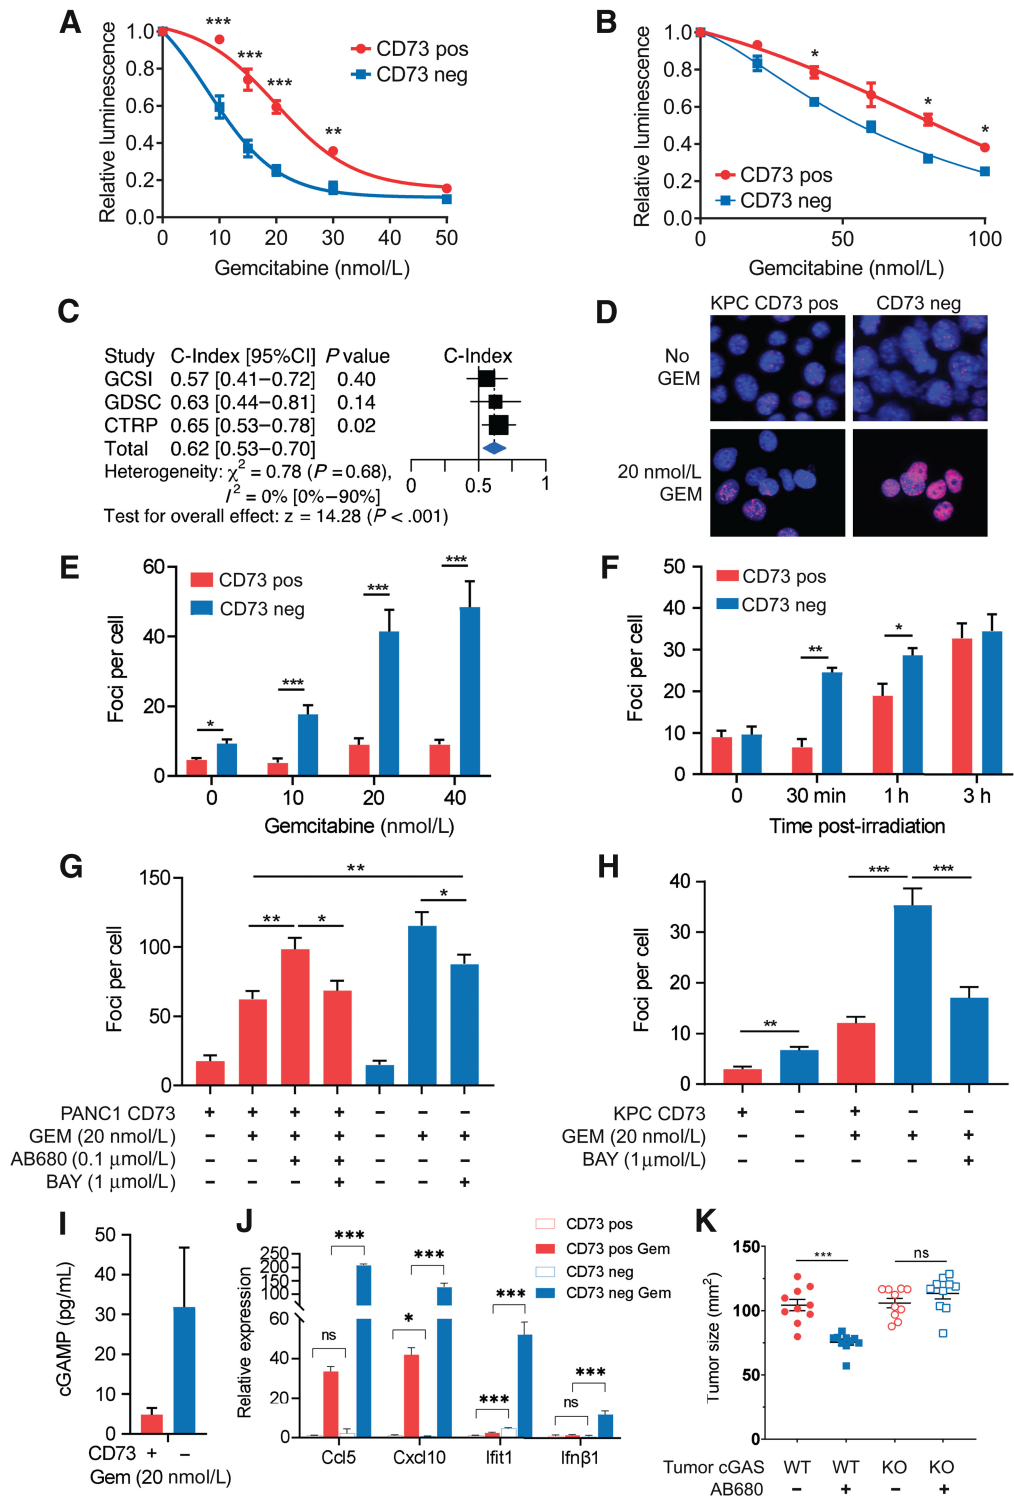 A
Relative luminescence
1.0
0.8
0.6
0.4
0.2
0.0
*** *** *** **
CD73 pos
CD73 neg
0 10 20 30 40 50
Gemcitabine (nmol/L)
B
Relative luminescence
1.0
0.8
0.6
0.4
0.2
0.0
* * *
CD73 pos
CD73 neg
0 50 100
Gemcitabine (nmol/L)
C
Study C-Index [95%CI] P value C-Index
GCSI 0.57 [0.41–0.72] 0.40
GDSC 0.63 [0.44–0.81] 0.14
CTRP 0.65 [0.53–0.78] 0.02
Total 0.62 [0.53–0.70]
Heterogeneity: χ2 = 0.78 (P = 0.68),
I2 = 0% [0%–90%]
Test for overall effect: z = 14.28 (P < .001)
0 0.5 1
D
KPC CD73 pos CD73 neg
No
GEM
20 nmol/L
GEM
E
Foci per cell
60
40
20
0
CD73 pos
CD73 neg
* *** *** ***
0 10 20 40
Gemcitabine (nmol/L)
F
Foci per cell
50
40
30
20
10
0
CD73 pos
CD73 neg
** *
0 30 min 1 h 3 h
Time post-irradiation
G
Foci per cell
150
100
50
0
**
** * *
PANC1 CD73 + + + + – – –
GEM (20 nmol/L) – + + + – + +
AB680 (0.1 μmol/L) – – + + – – –
BAY (1 μmol/L) – – – + – – +
H
Foci per cell
40
30
20
10
0
** *** ***
KPC CD73 + – + – –
GEM (20 nmol/L) – – + + +
BAY (1μmol/L) – – – – +
I
cGAMP (pg/mL)
50
40
30
20
10
0
CD73 + –
Gem (20 nmol/L)
J
Relative expression
250
200
150
100
60
40
20
0
CD73 pos
CD73 pos Gem
CD73 neg
CD73 neg Gem
ns *** * *** *** *** ns ***
Ccl5 Cxcl10 Ifit1 Ifnβ1
K
Tumor size (mm2)
150
100
50
0
*** ns
Tumor cGAS WT WT KO KO
AB680 – + – +